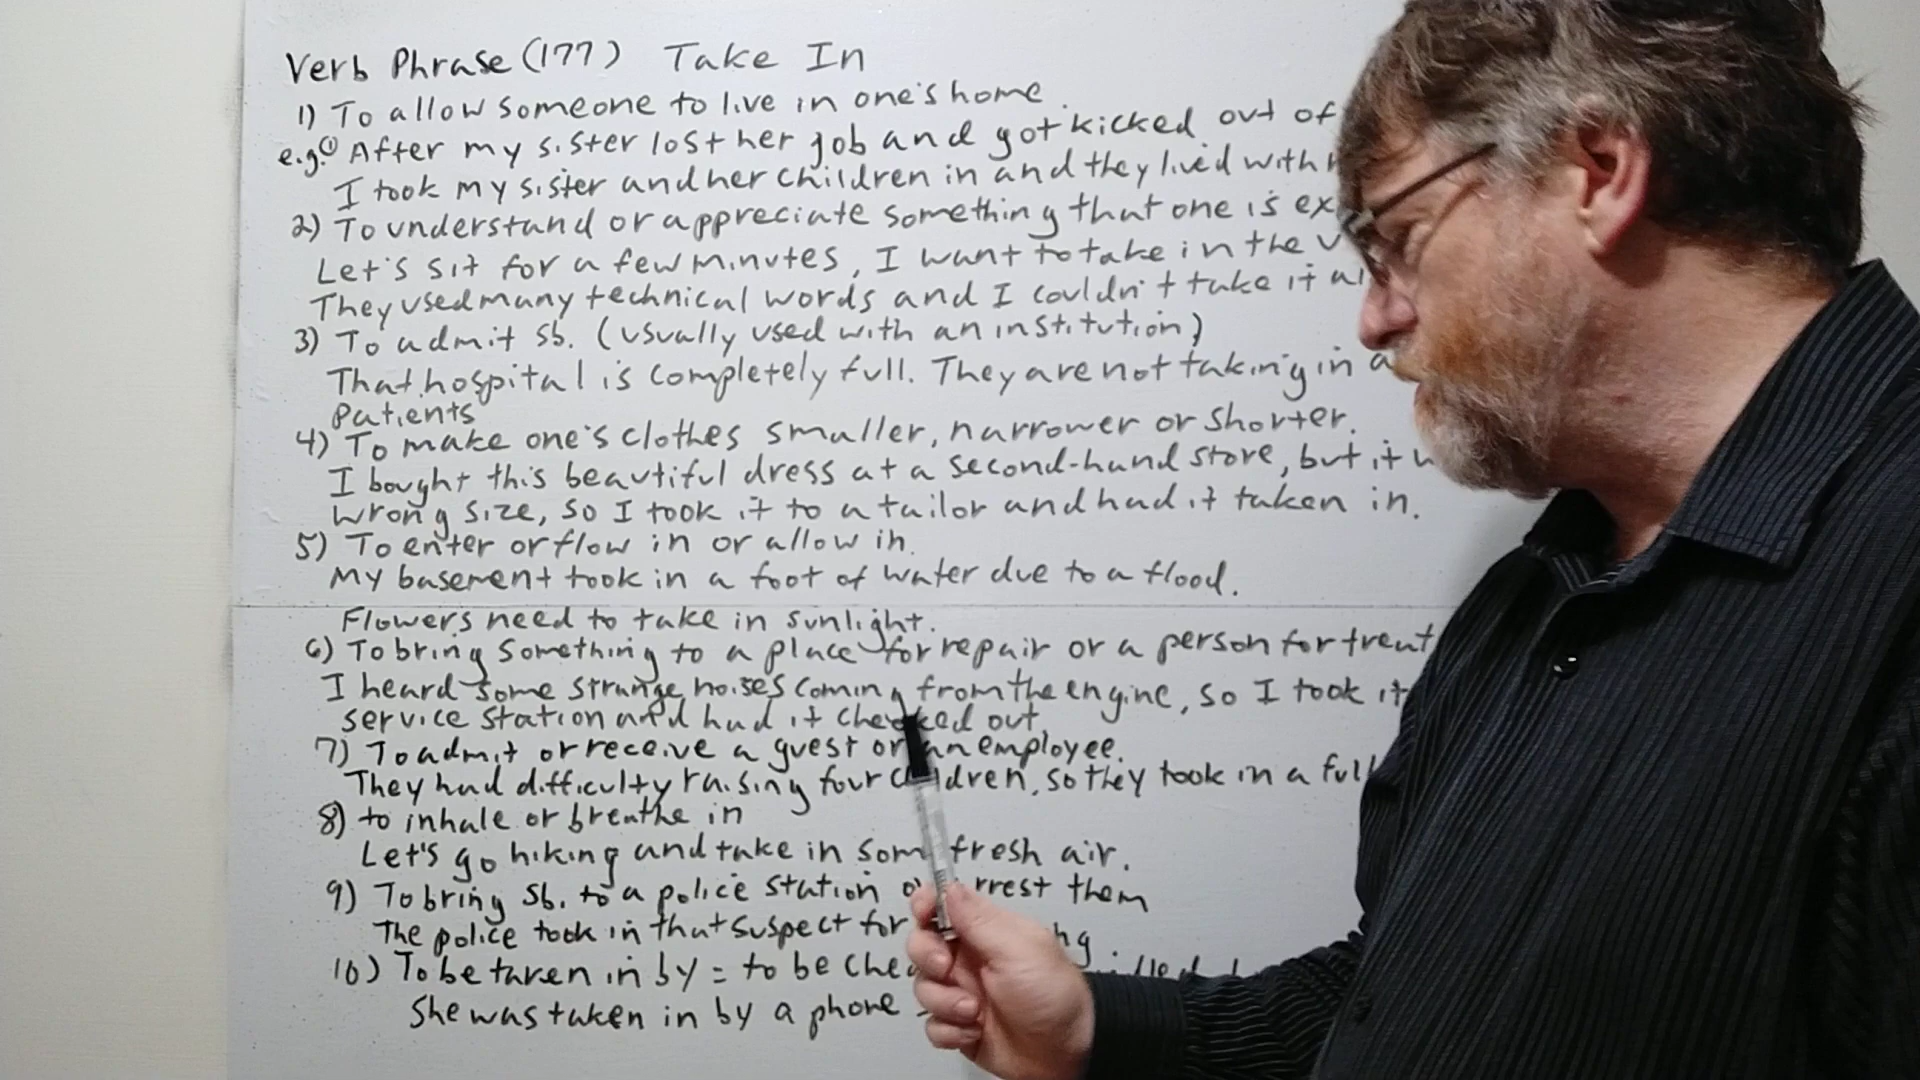 Verb Phrase (177) Take In
1) To allow someone to live in one's home.
e.g.① After my sister lost her job and got kicked out of
I took my sister and her children in and they lived with
2) To understand or appreciate something that one is
Let's sit for a few minutes, I want to take in the
They used many technical words and I couldn't take it
3) To admit sb. (usually used with an institution)
That hospital is completely full. They are not taking in
patients
4) To make one's clothes smaller, narrower or shorter.
I bought this beautiful dress at a second-hand store, but it
wrong size, so I took it to a tailor and had it taken in.
5) To enter or flow in or allow in.
My basement took in a foot of water due to a flood.
Flowers need to take in sunlight.
6) To bring something to a place for repair or a person for
I heard some strange noises coming from the engine, so I took it
service station and had it checked out
7) To admit or receive a guest or an employee.
They had difficulty raising four children, so they took in a
8) to inhale or breathe in
Let's go hiking and take in some fresh air.
9) To bring sb. to a police station or arrest them
The police took in that suspect for
10) To be taken in by = to be
She was taken in by a phone